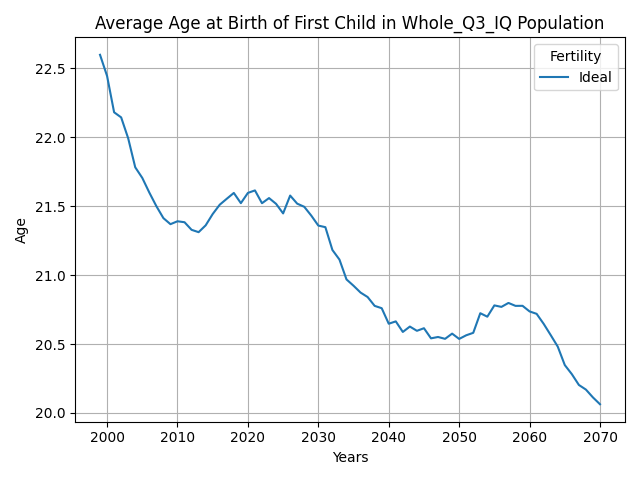 Average Age at Birth of First Child in Whole_Q3_IQ Population
Fertility
Ideal
22.5
22.0
21.5
21.0
20.5
20.0
Age
2000 2010 2020 2030 2040 2050 2060 2070
Years